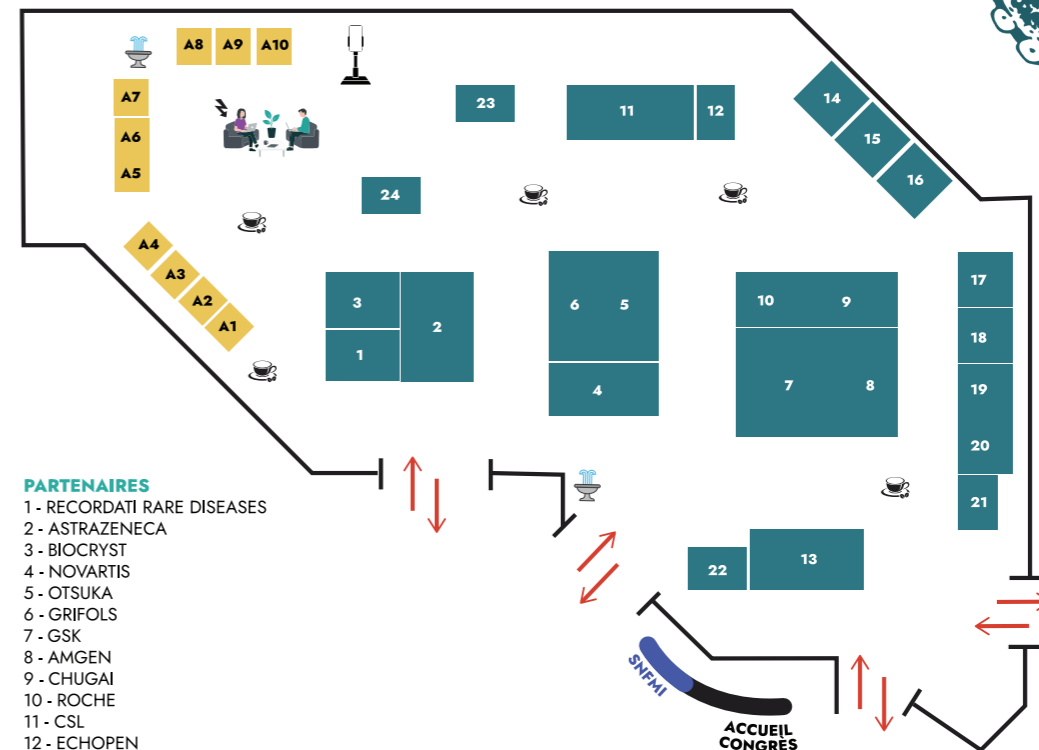 A8 A9 A10
A7
A6
A5
A4
A3
A2
A1
23
11
12
14
15
16
24
3
2
1
6 5
4
10 9
7 8
17
18
19
20
21
22
13
SNFMI
ACCUEIL
CONGRÈS
PARTENAIRES
1 - RECORDATI RARE DISEASES
2 - ASTRAZENECA
3 - BIOCRYST
4 - NOVARTIS
5 - OTSUKA
6 - GRIFOLS
7 - GSK
8 - AMGEN
9 - CHUGAI
10 - ROCHE
11 - CSL
12 - ECHOPEN